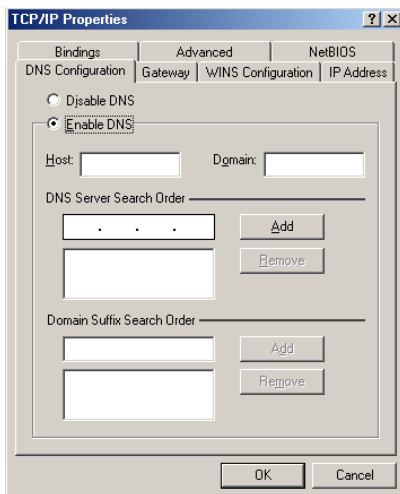 TCP/IP Properties
Bindings Advanced NetBIOS
DNS Configuration Gateway WINS Configuration IP Address
Disable DNS
Enable DNS
Host: Domain:
DNS Server Search Order
. . . Add
Remove
Domain Suffix Search Order
Add
Remove
OK Cancel